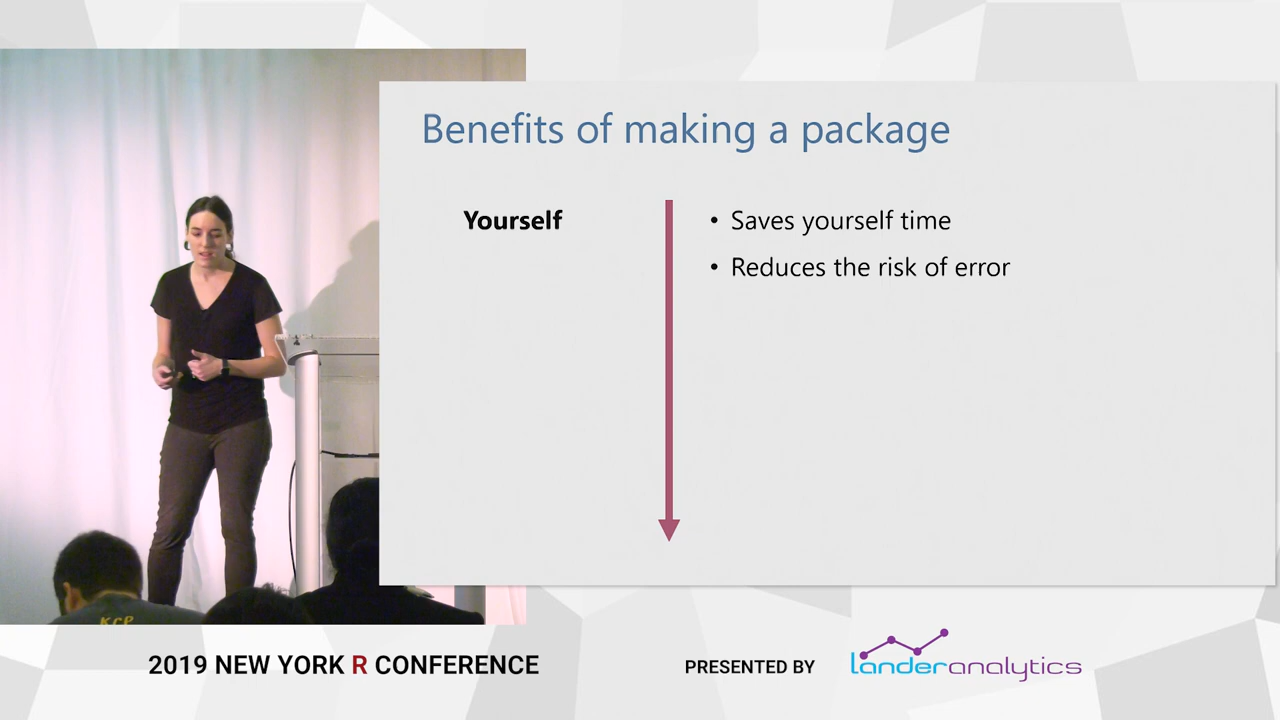 Benefits of making a package
Yourself
• Saves yourself time
• Reduces the risk of error
KCP
2019 NEW YORK R CONFERENCE
PRESENTED BY
landeranalytics